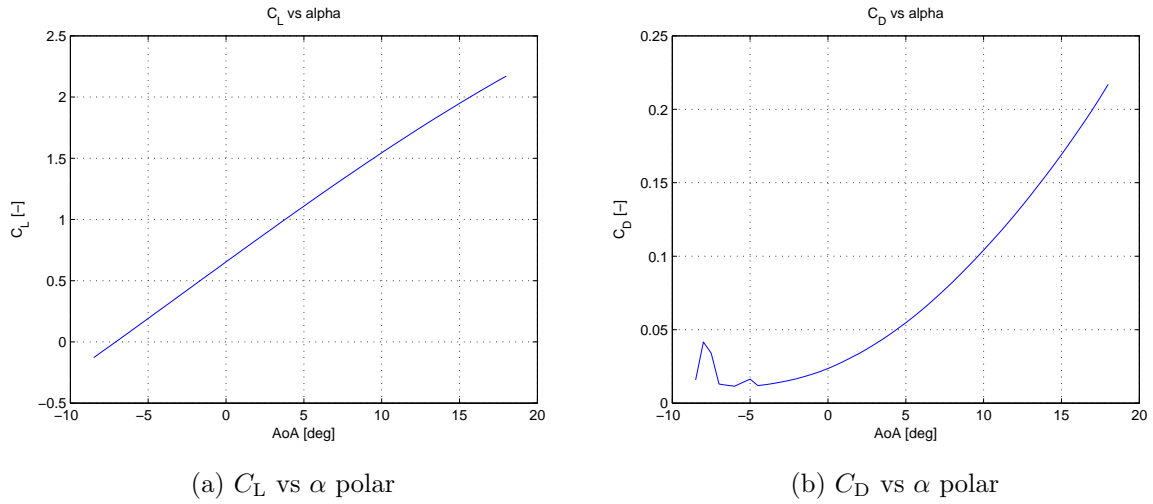 C_L vs alpha
2.5
2
1.5
1
0.5
0
−0.5
C_L [−]
−10 −5 0 5 10 15 20
AoA [deg]
(a) C_L vs α polar
C_D vs alpha
0.25
0.2
0.15
0.1
0.05
0
C_D [−]
−10 −5 0 5 10 15 20
AoA [deg]
(b) C_D vs α polar